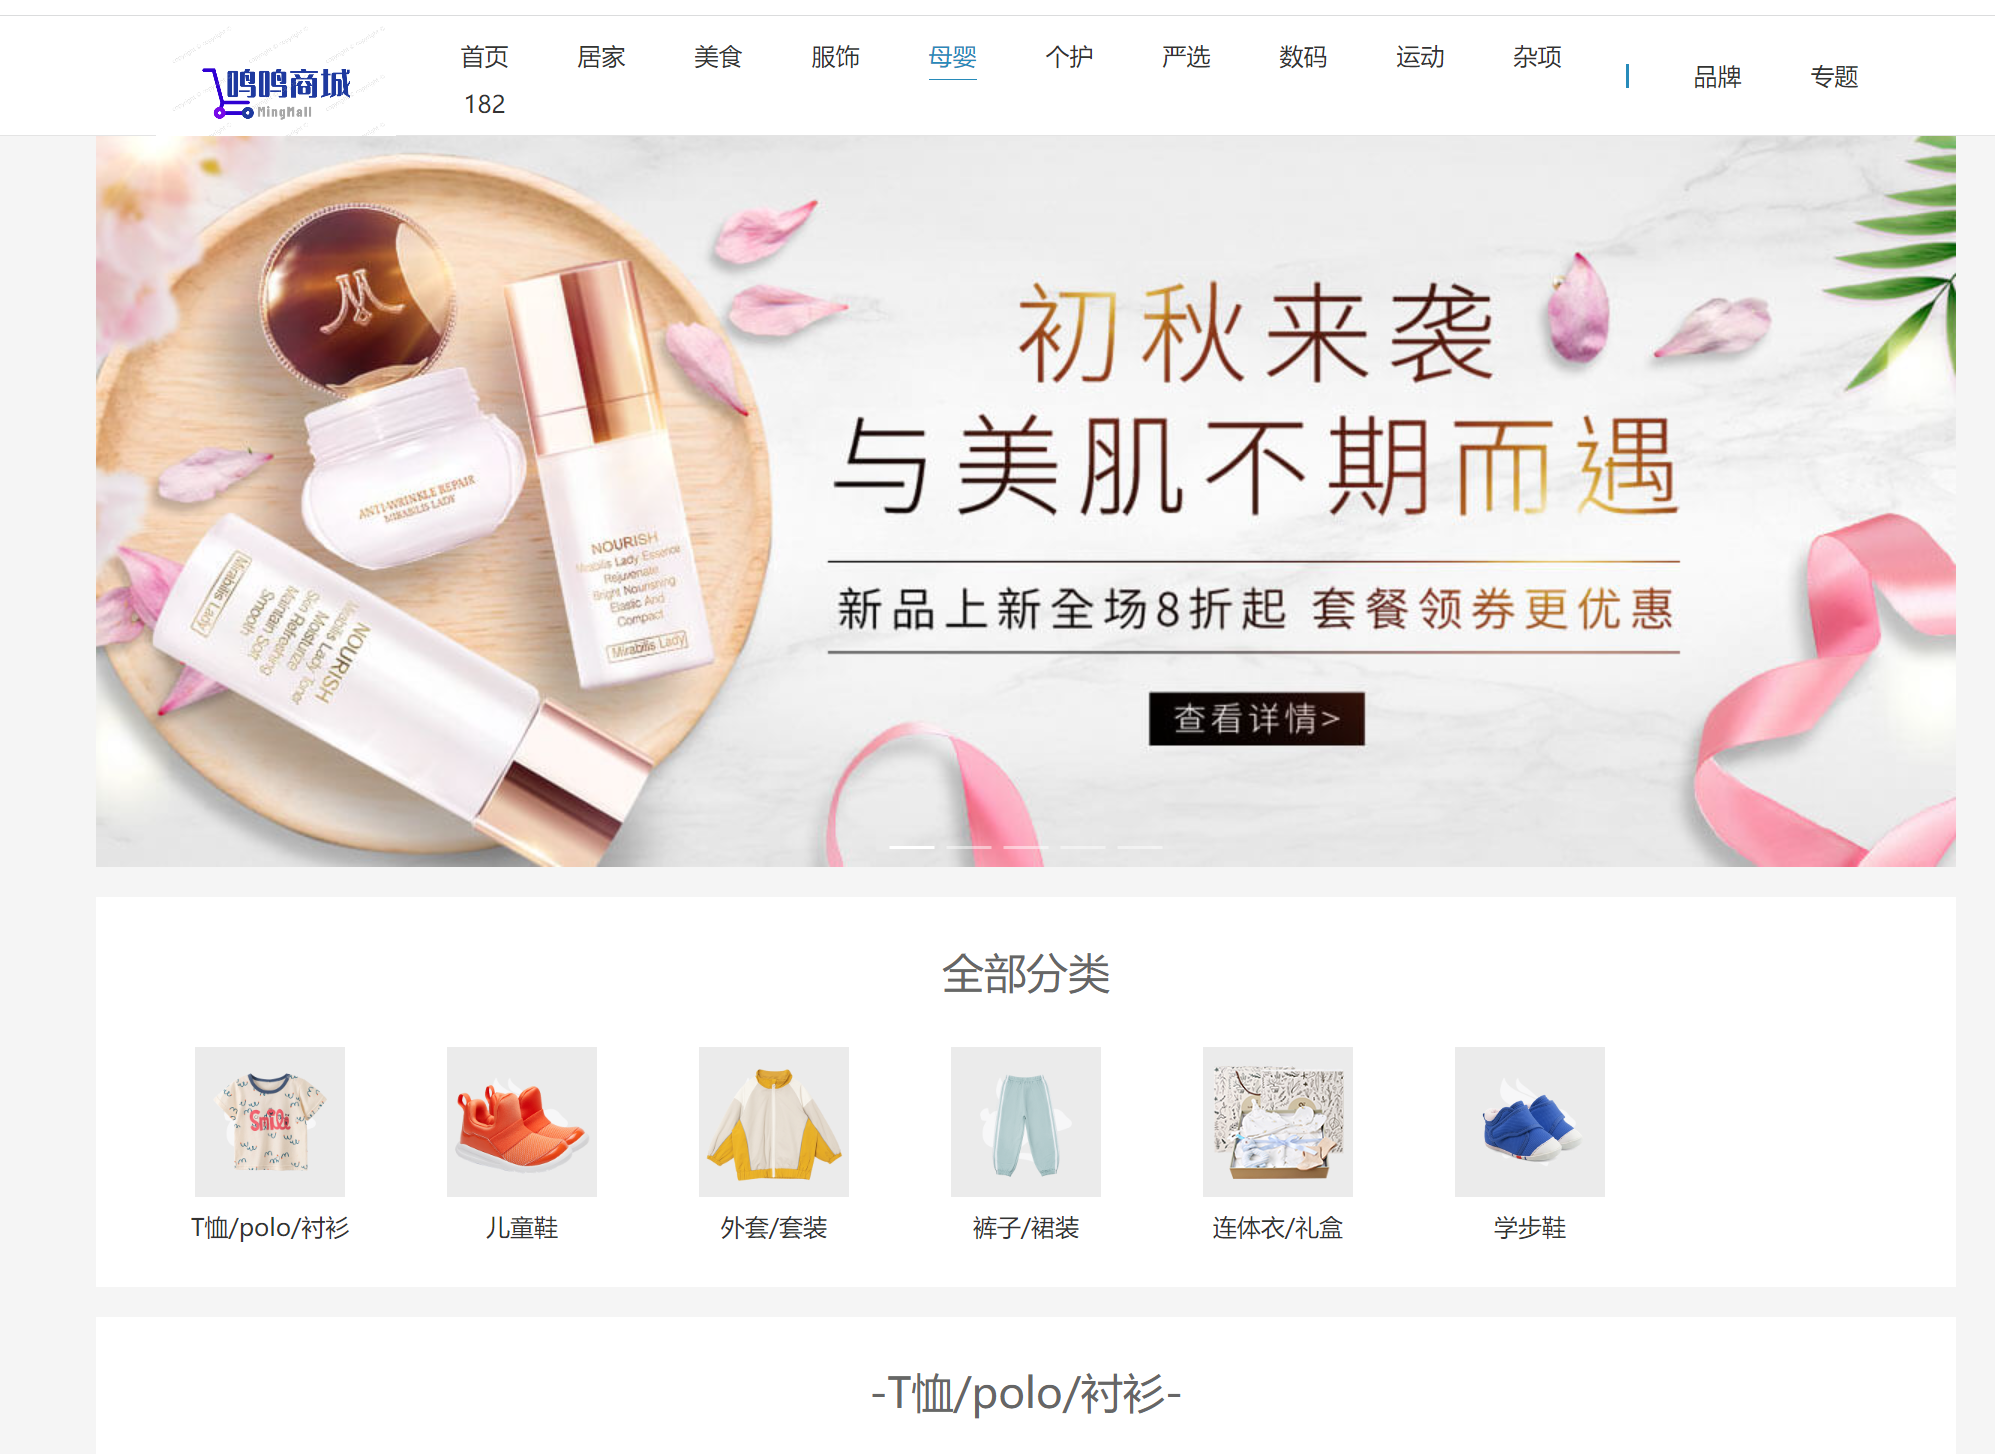 鸣鸣商城
MingMall
首页 居家 美食 服饰 母婴 个护 严选 数码 运动 杂项
182
品牌 专题
初秋来袭
与美肌不期而遇
新品上新全场8折起 套餐领券更优惠
查看详情>
ANTI-WRINKLE REPAIR
MIRABILIS LADY
NOURISH
Mirabilis Lady Essence
Rejuvenate
Bright Nourishing
Elastic And
Compact
Mirabilis Lady
NOURISH
Mirabilis Lady Toner
Moisturize
Skin Refreshing
Maintain Soft
Smooth
Mirabilis Lady
全部分类
T恤/polo/衬衫 儿童鞋 外套/套装 裤子/裙装 连体衣/礼盒 学步鞋
Smile
-T恤/polo/衬衫-